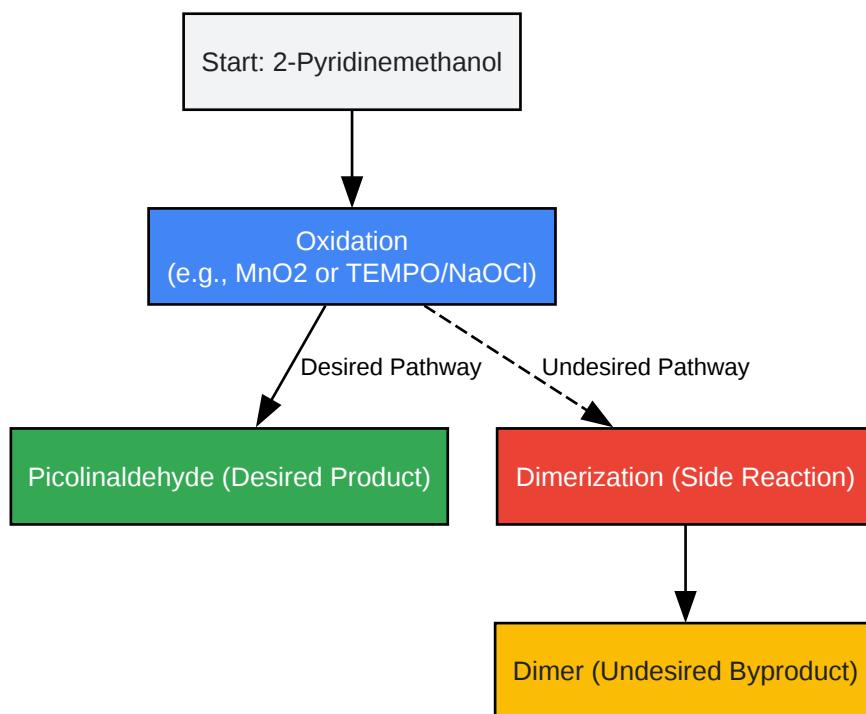 Start: 2-Pyridinemethanol
Oxidation
(e.g., MnO2 or TEMPO/NaOCl)
Desired Pathway
Undesired Pathway
Picolinaldehyde (Desired Product)
Dimerization (Side Reaction)
Dimer (Undesired Byproduct)